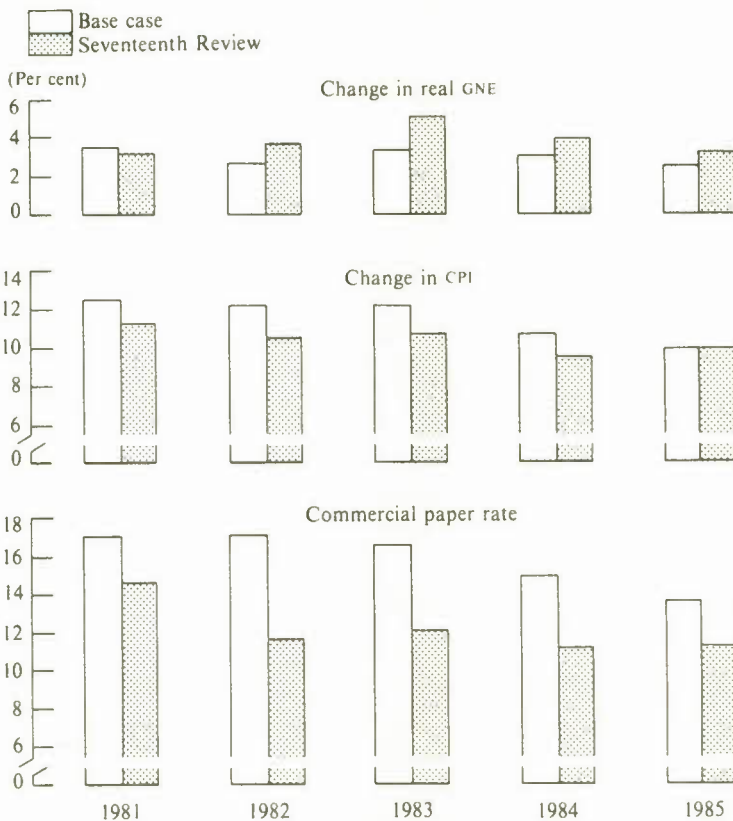 Base case
Seventeenth Review
(Per cent)
Change in real GNE
6
4
2
0
Change in CPI
14
12
10
8
6
0
Commercial paper rate
18
16
14
12
10
8
6
0
1981 1982 1983 1984 1985